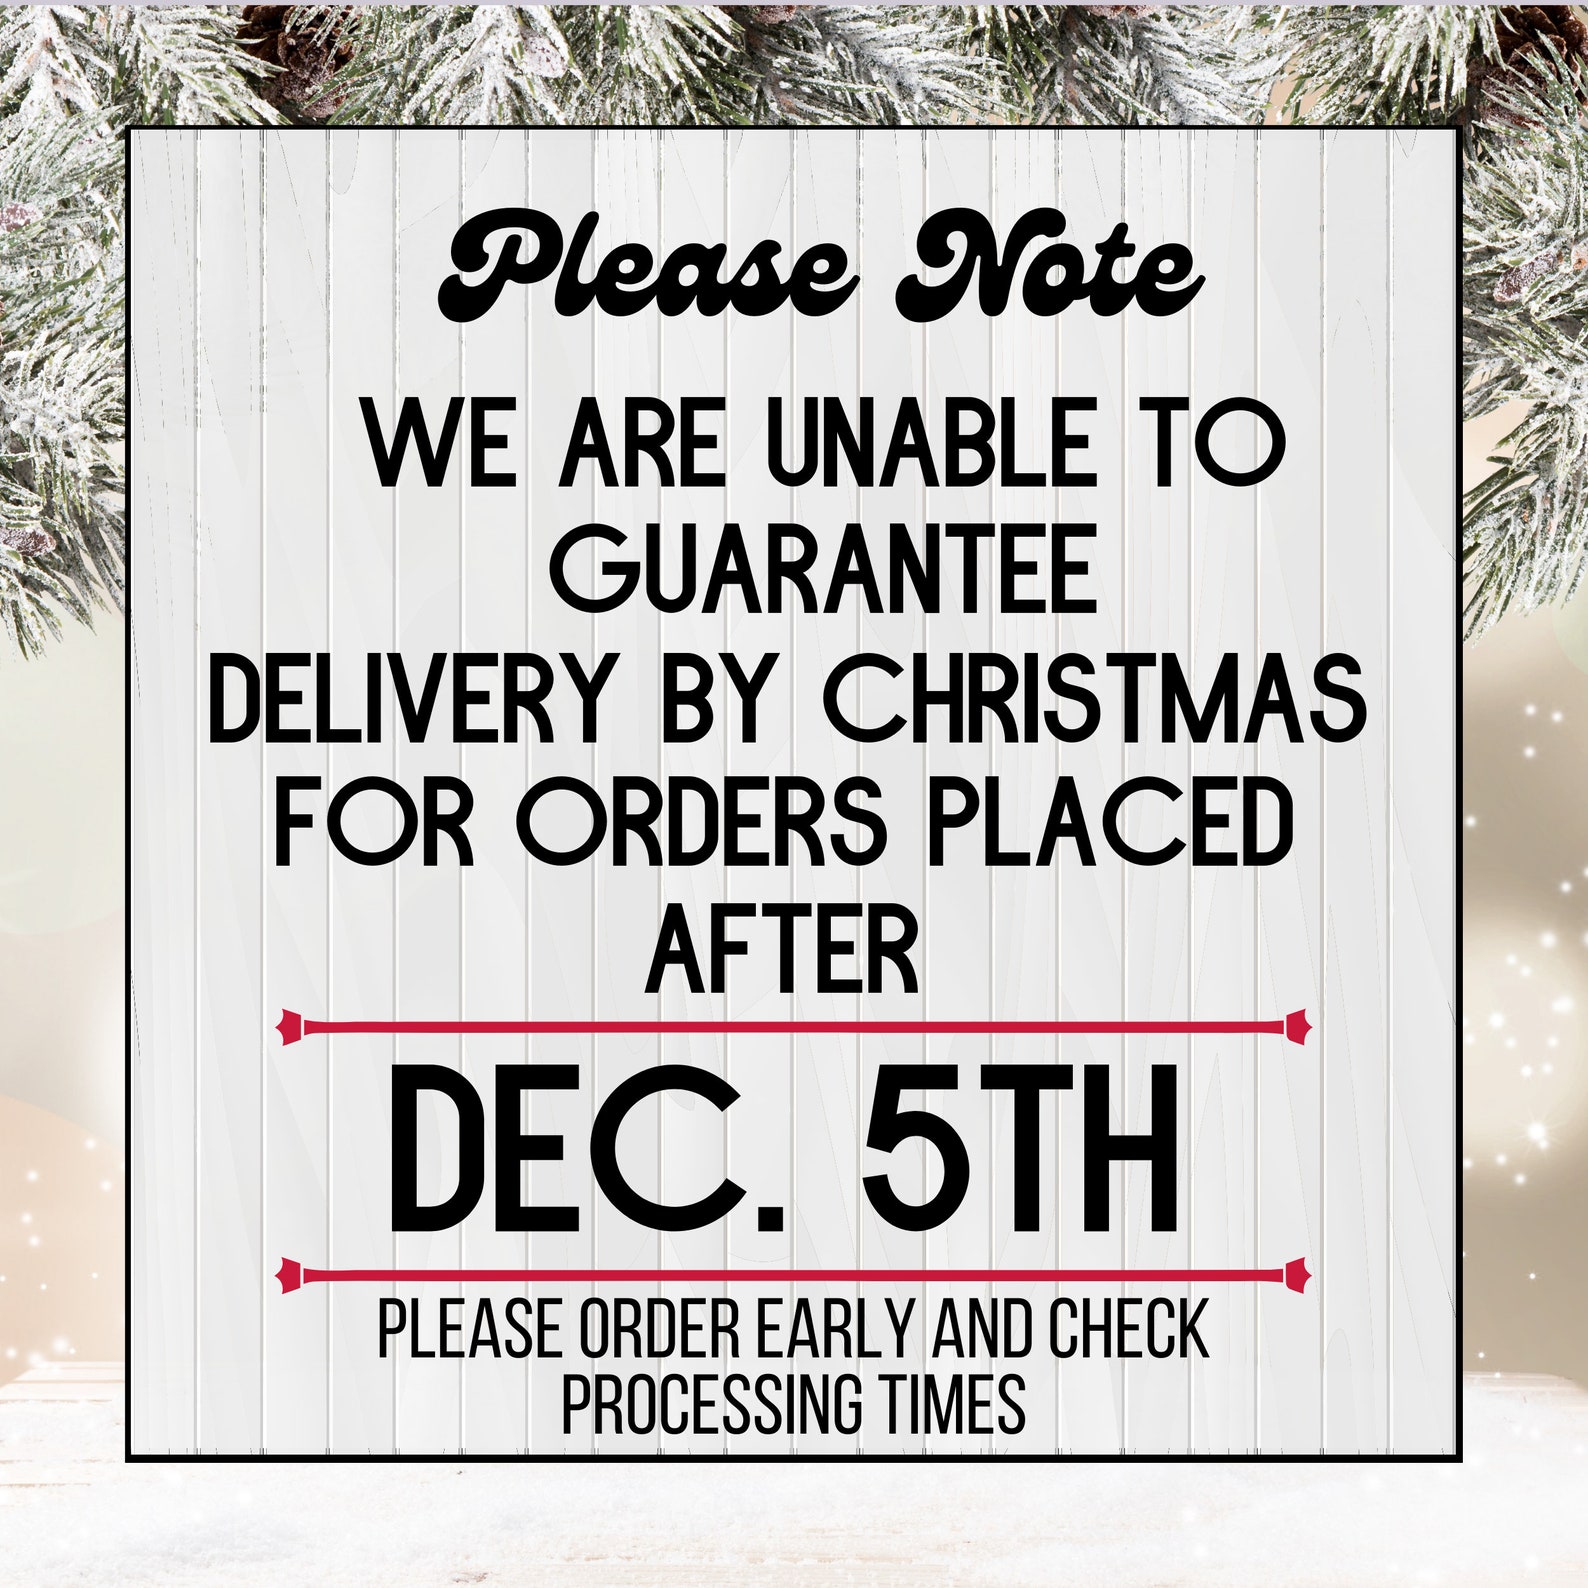 Please Note
WE ARE UNABLE TO
GUARANTEE
DELIVERY BY CHRISTMAS
FOR ORDERS PLACED
AFTER
DEC. 5TH
PLEASE ORDER EARLY AND CHECK
PROCESSING TIMES